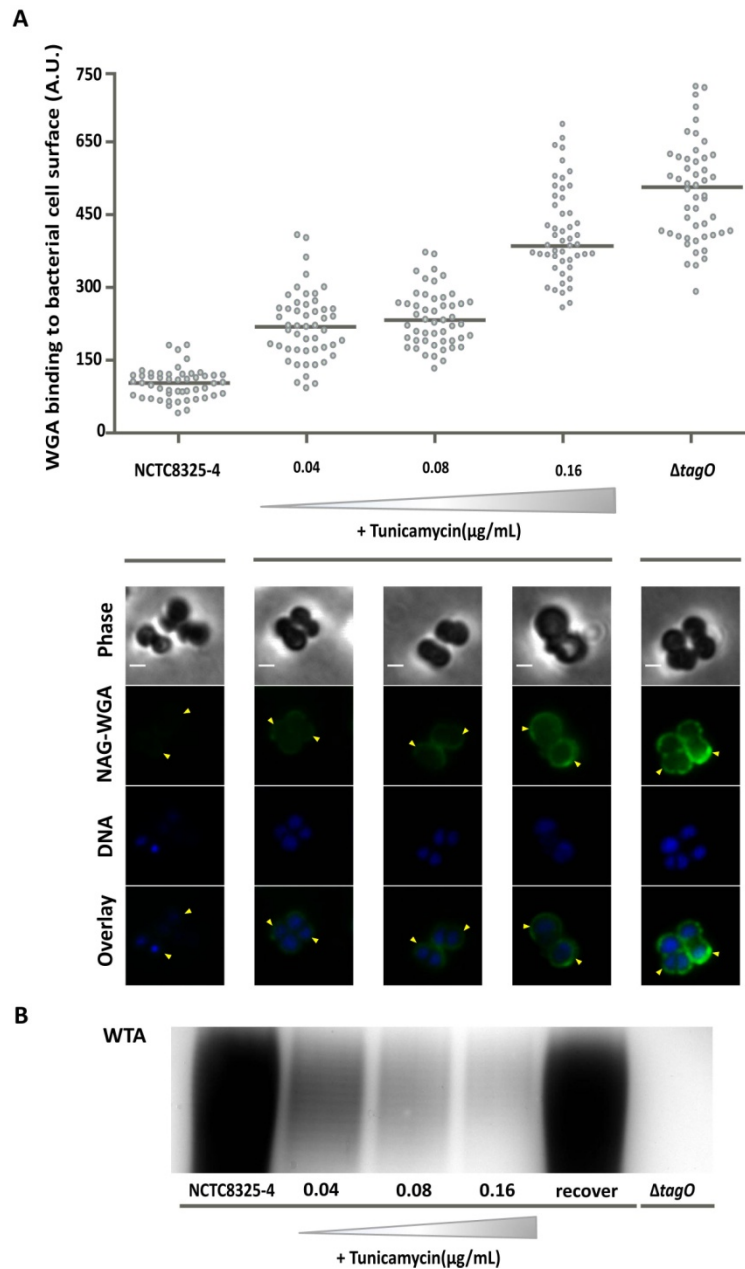 A
WGA binding to bacterial cell surface (A.U.)
750
650
450
300
150
0
NCTC8325-4 0.04 0.08 0.16 ΔtagO
+ Tunicamycin(µg/mL)
Phase
NAG-WGA
DNA
Overlay
B
WTA
NCTC8325-4 0.04 0.08 0.16 recover ΔtagO
+ Tunicamycin(µg/mL)